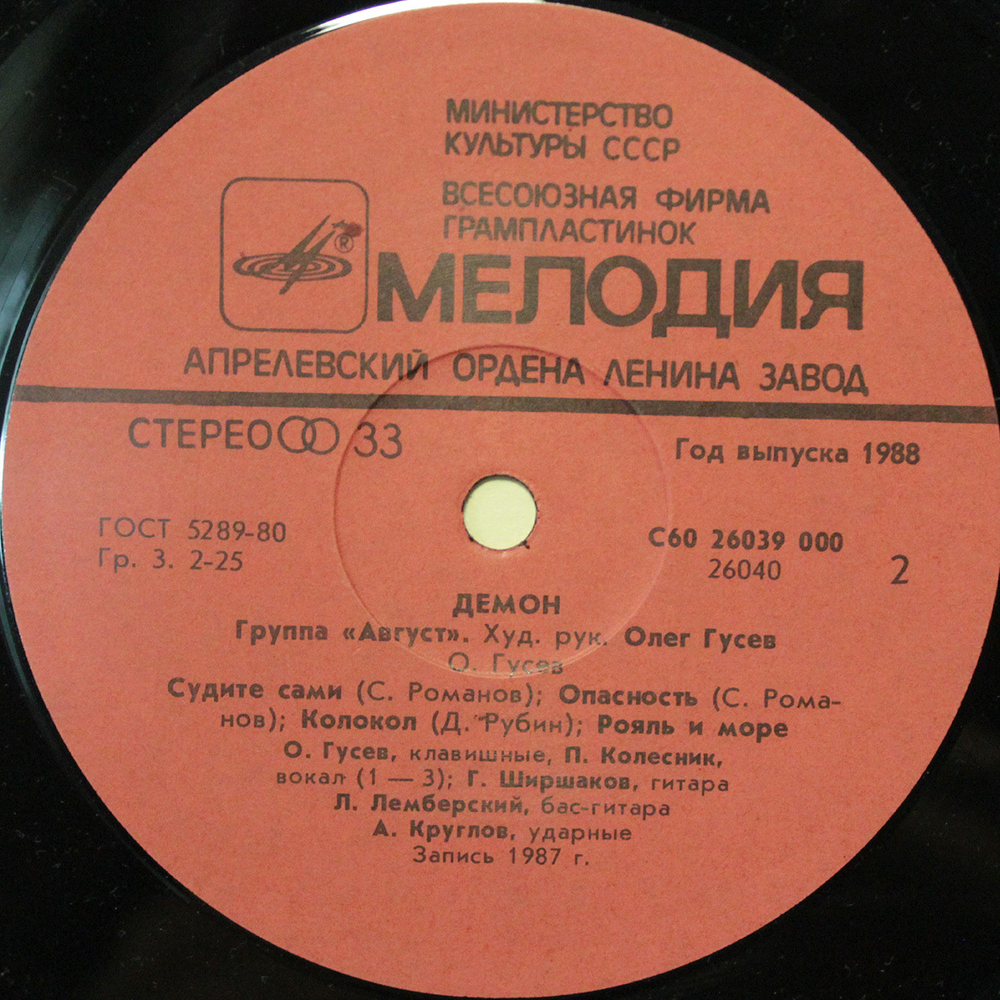 МИНИСТЕРСТВО
КУЛЬТУРЫ СССР
ВСЕСОЮЗНАЯ ФИРМА
ГРАМПЛАСТИНОК
®
МЕЛОДИЯ
АПРЕЛЕВСКИЙ ОРДЕНА ЛЕНИНА ЗАВОД
СТЕРЕО 33
Год выпуска 1988
ГОСТ 5289-80
Гр. 3. 2-25
С60 26039 000
26040
2
ДЕМОН
Группа «Август». Худ. рук. Олег Гусев
О. Гусев
Судите сами (С. Романов); Опасность (С. Рома-
нов); Колокол (Д. Рубин); Рояль и море
О. Гусев, клавишные, П. Колесник,
вокал (1 — 3); Г. Ширшаков, гитара
Л. Лемберский, бас-гитара
А. Круглов, ударные
Запись 1987 г.